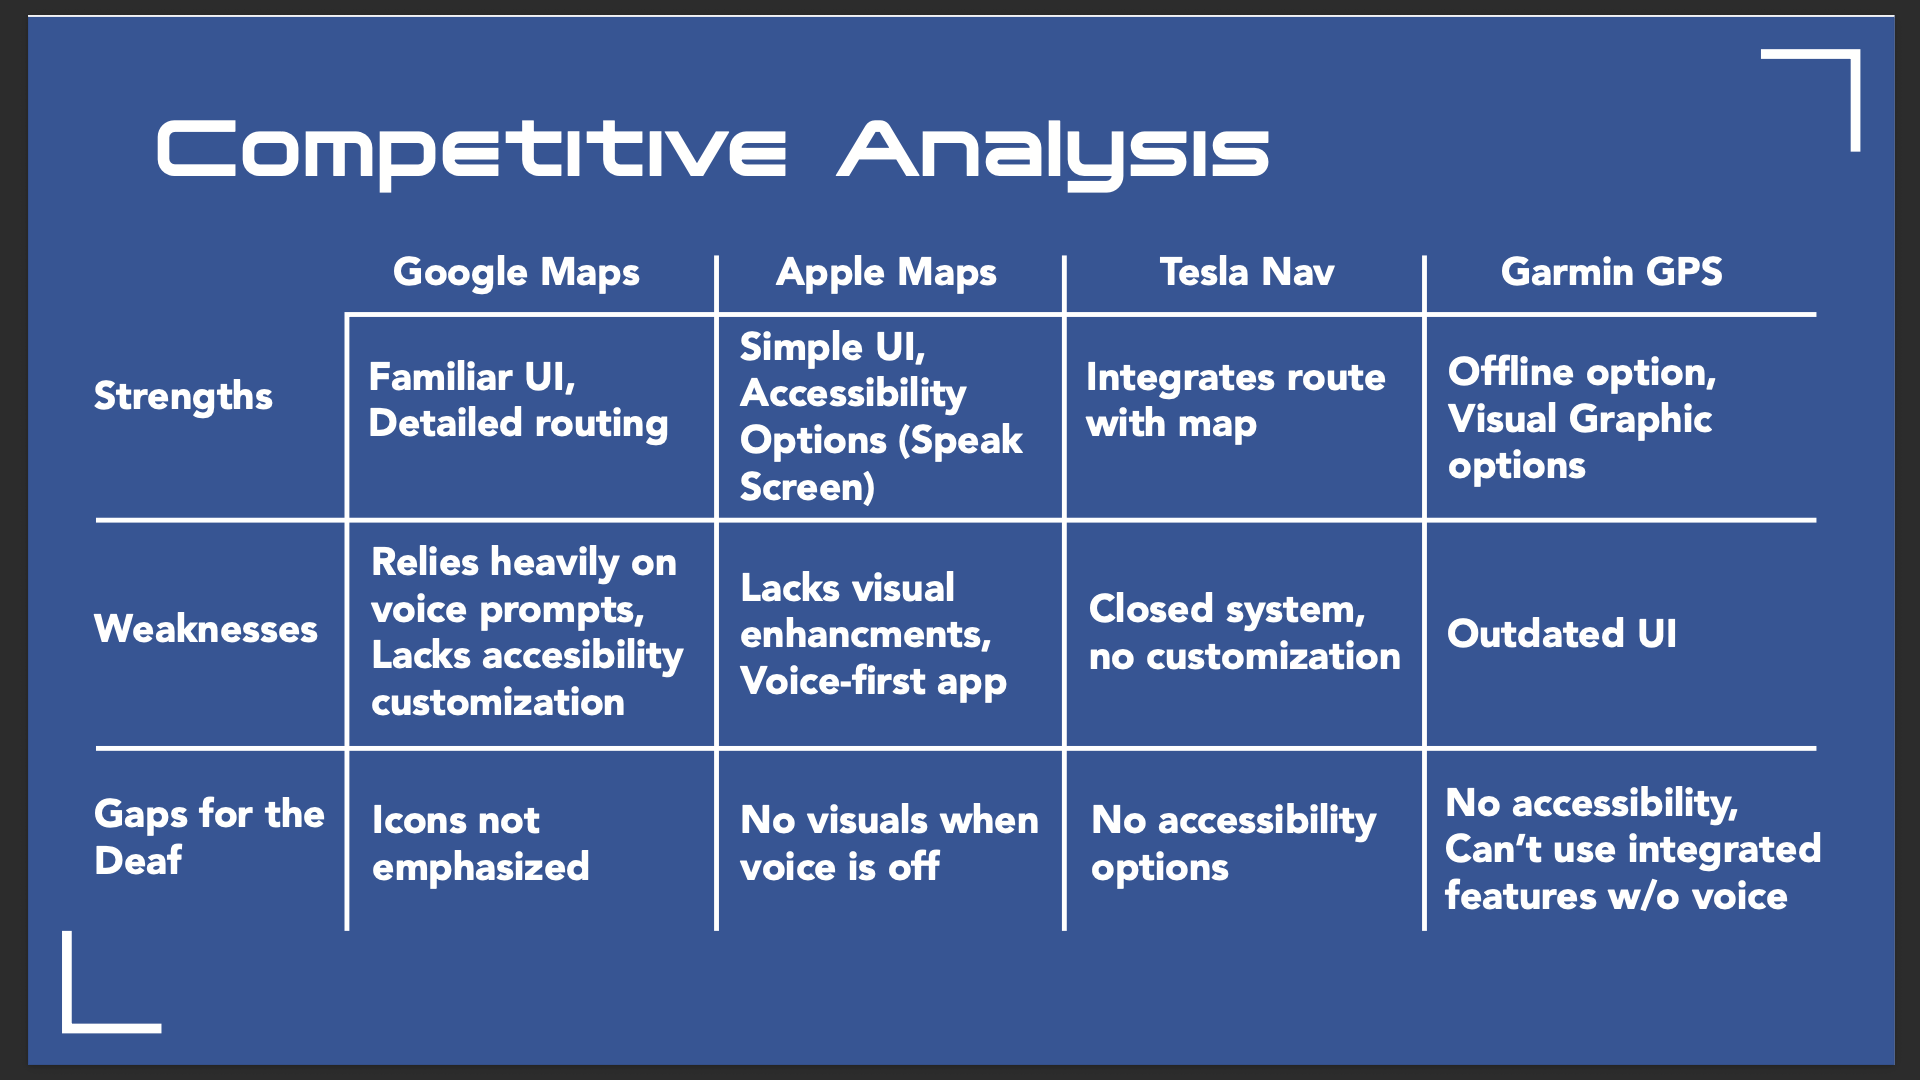 Competitive Analysis
Google Maps
Apple Maps
Tesla Nav
Garmin GPS
Strengths
Familiar UI,
Detailed routing
Simple UI,
Accessibility
Options (Speak
Screen)
Integrates route
with map
Offline option,
Visual Graphic
options
Weaknesses
Relies heavily on
voice prompts,
Lacks accesibility
customization
Lacks visual
enhancments,
Voice-first app
Closed system,
no customization
Outdated UI
Gaps for the
Deaf
Icons not
emphasized
No visuals when
voice is off
No accessibility
options
No accessibility,
Can’t use integrated
features w/o voice